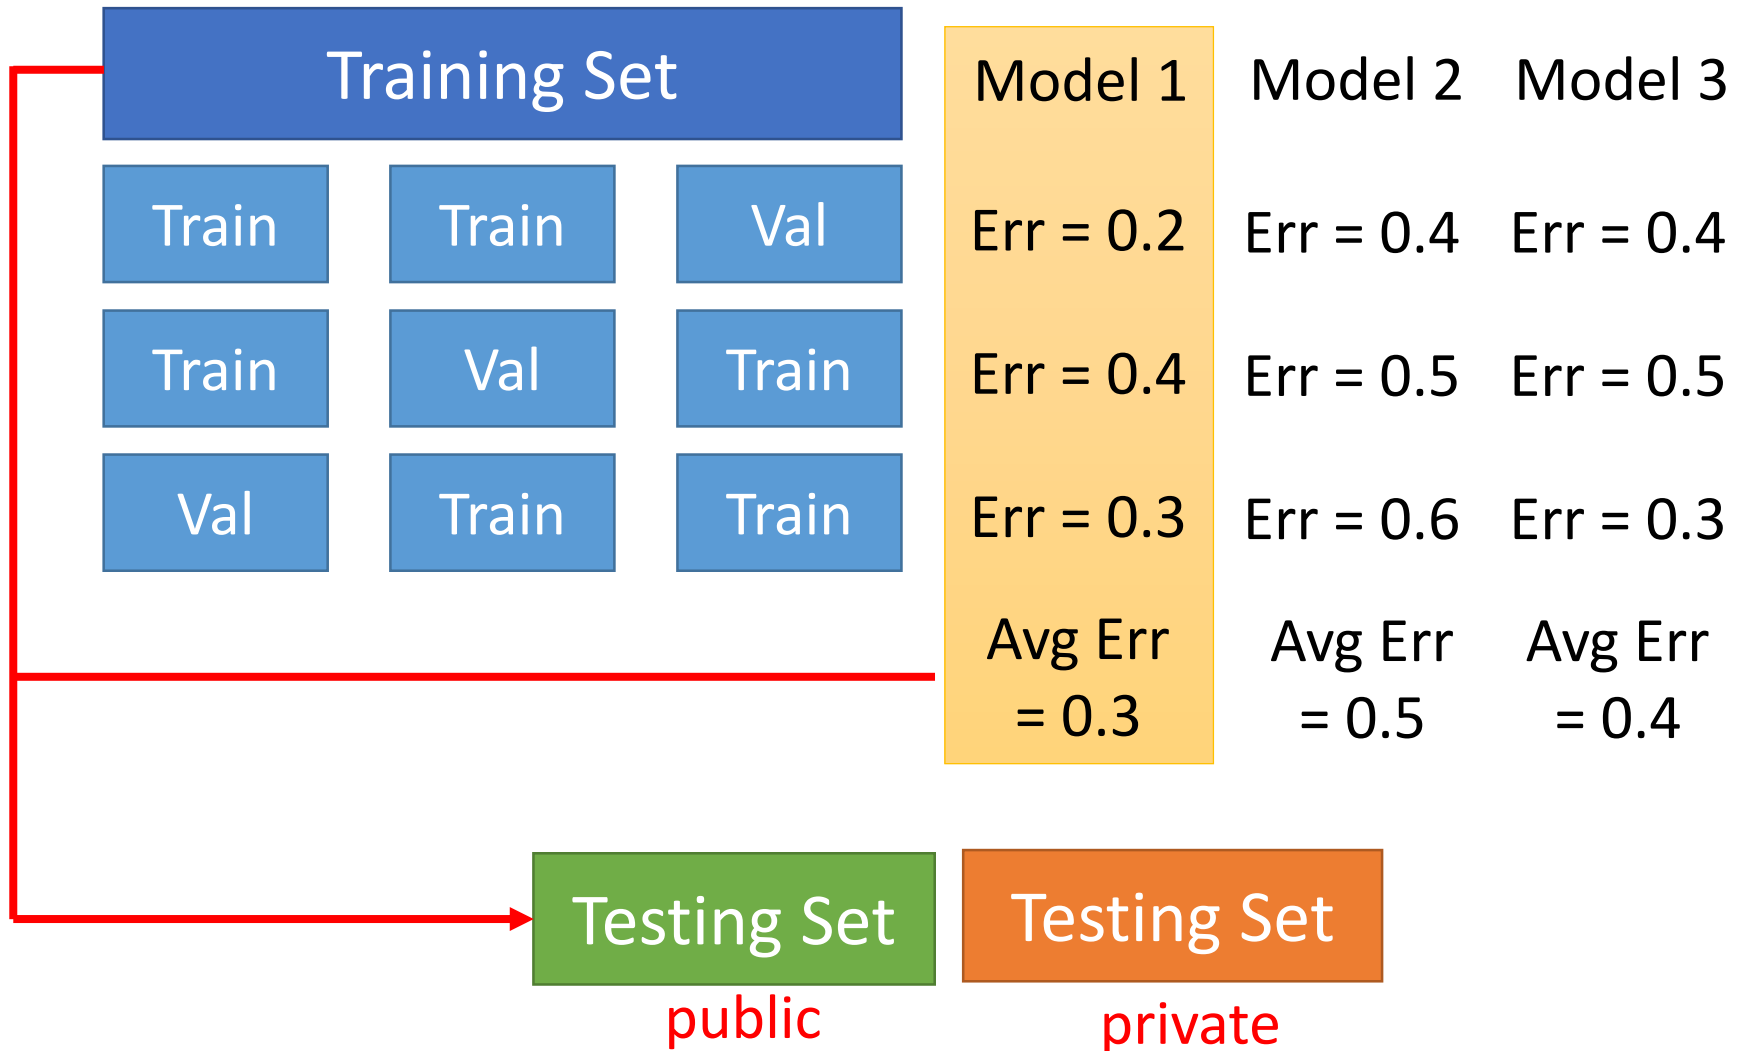 Training Set
Model 1
Model 2
Model 3
Train
Train
Val
Err = 0.2
Err = 0.4
Err = 0.4
Train
Val
Train
Err = 0.4
Err = 0.5
Err = 0.5
Val
Train
Train
Err = 0.3
Err = 0.6
Err = 0.3
Avg Err
= 0.3
Avg Err
= 0.5
Avg Err
= 0.4
Testing Set
Testing Set
public
private